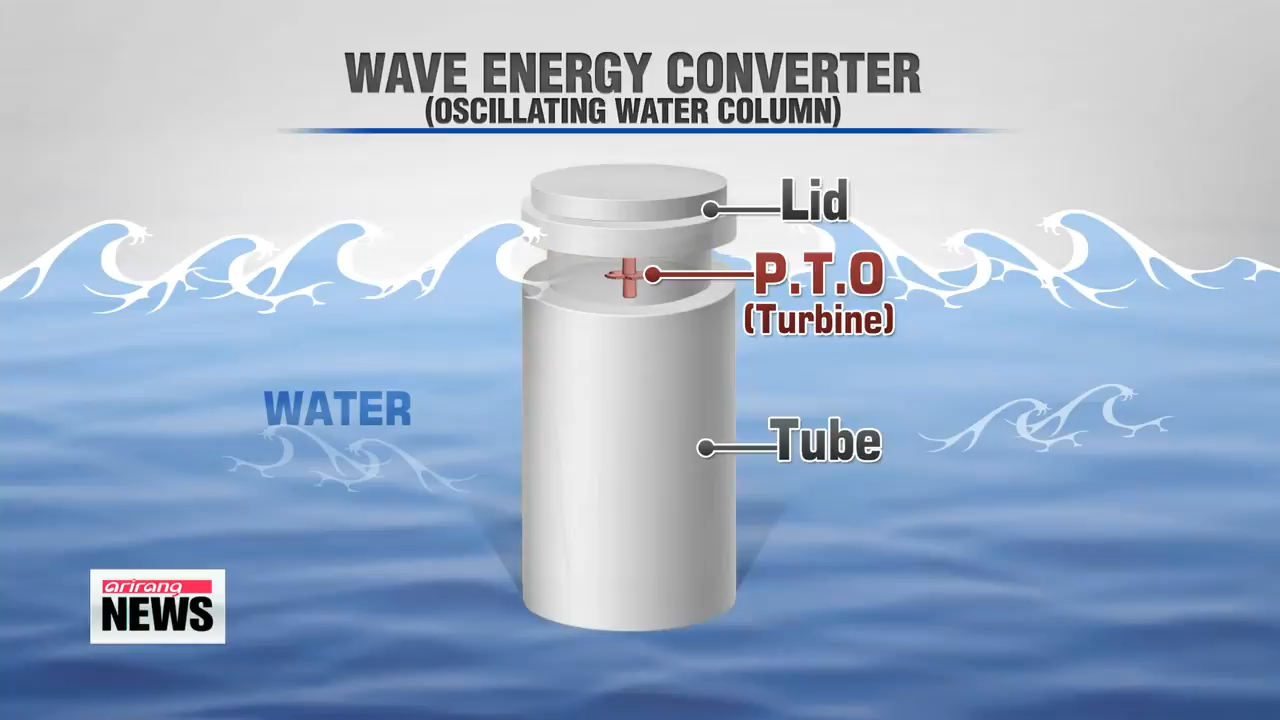 WAVE ENERGY CONVERTER
(OSCILLATING WATER COLUMN)
Lid
P.T.O
(Turbine)
WATER
Tube
arirang
NEWS